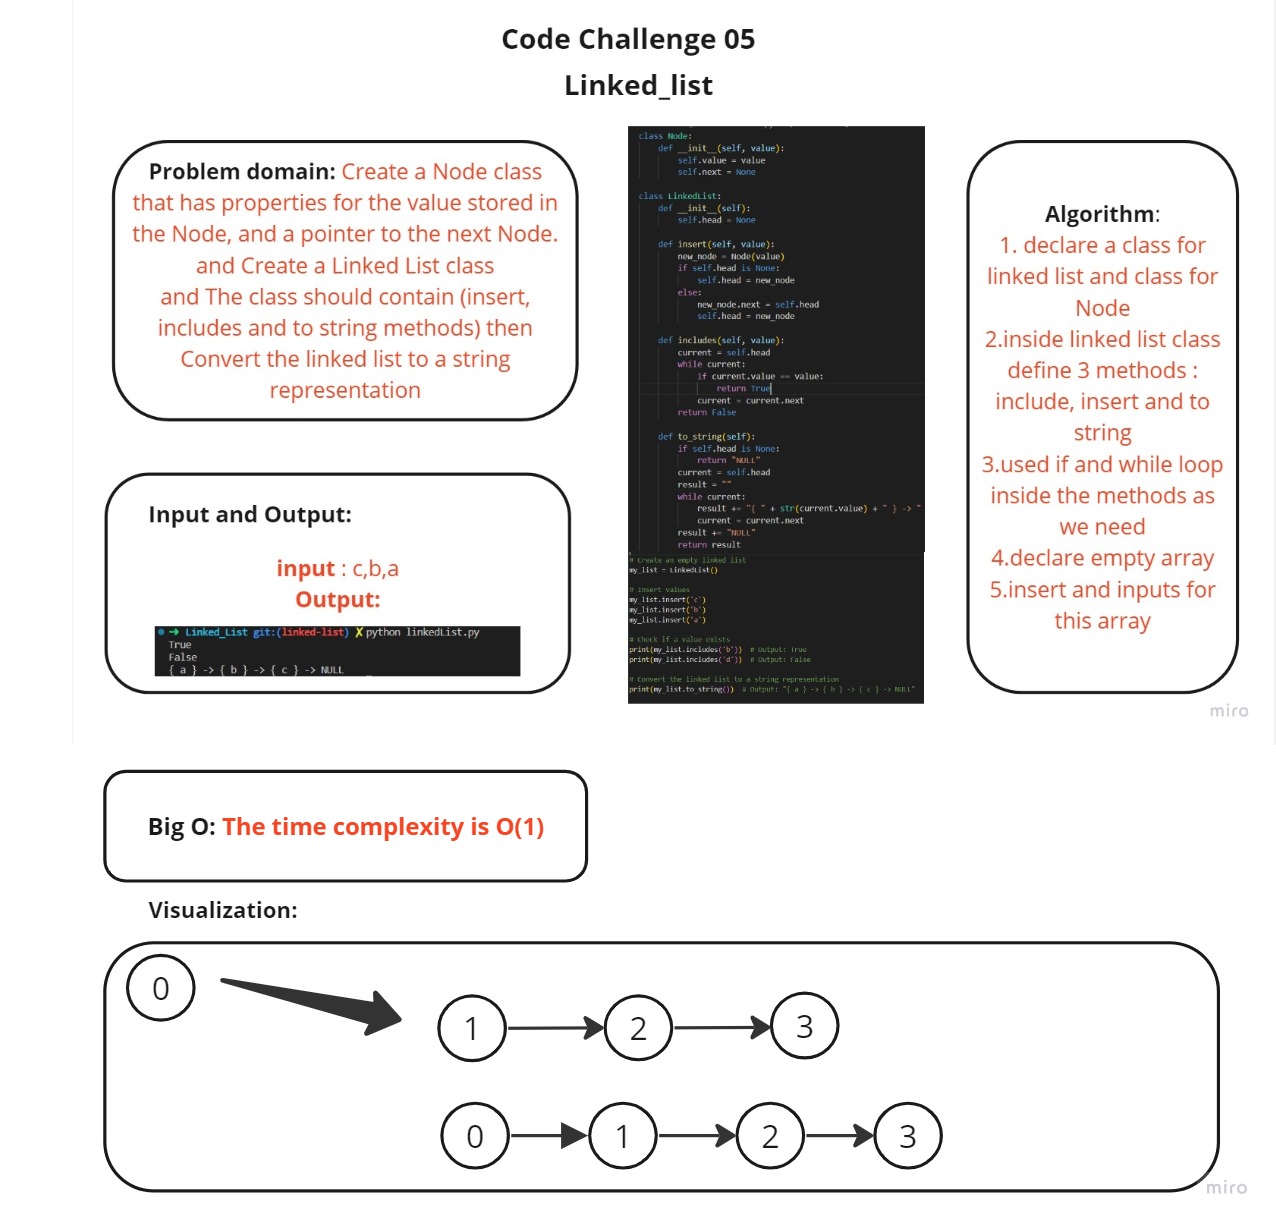 Code Challenge 05
Linked_list
Problem domain: Create a Node class
that has properties for the value stored in
the Node, and a pointer to the next Node.
and Create a Linked List class
and The class should contain (insert,
includes and to string methods) then
Convert the linked list to a string
representation
Input and Output:
input : c,b,a
Output:
➜ Linked_List git:(linked-list) ✗ python linkedList.py
True
False
{ a } -> { b } -> { c } -> NULL
class Node:
def __init__(self, value):
self.value = value
self.next = None
class LinkedList:
def __init__(self):
self.head = None
def insert(self, value):
new_node = Node(value)
if self.head is None:
self.head = new_node
else:
new_node.next = self.head
self.head = new_node
def includes(self, value):
current = self.head
while current:
if current.value == value:
return True
current = current.next
return False
def to_string(self):
if self.head is None:
return "NULL"
current = self.head
result = ""
while current:
result += "{ " + str(current.value) + " } -> "
current = current.next
result += "NULL"
return result
# Create an empty linked list
my_list = LinkedList()
# Insert values
my_list.insert('c')
my_list.insert('b')
my_list.insert('a')
# Check if a value exists
print(my_list.includes('b')) # Output: True
print(my_list.includes('d')) # Output: False
# Convert the linked list to a string representation
print(my_list.to_string()) # Output: "{ a } -> { b } -> { c } -> NULL"
Algorithm:
1. declare a class for
linked list and class for
Node
2.inside linked list class
define 3 methods :
include, insert and to
string
3.used if and while loop
inside the methods as
we need
4.declare empty array
5.insert and inputs for
this array
miro
Big O: The time complexity is O(1)
Visualization:
0
1 2 3
0 1 2 3
miro